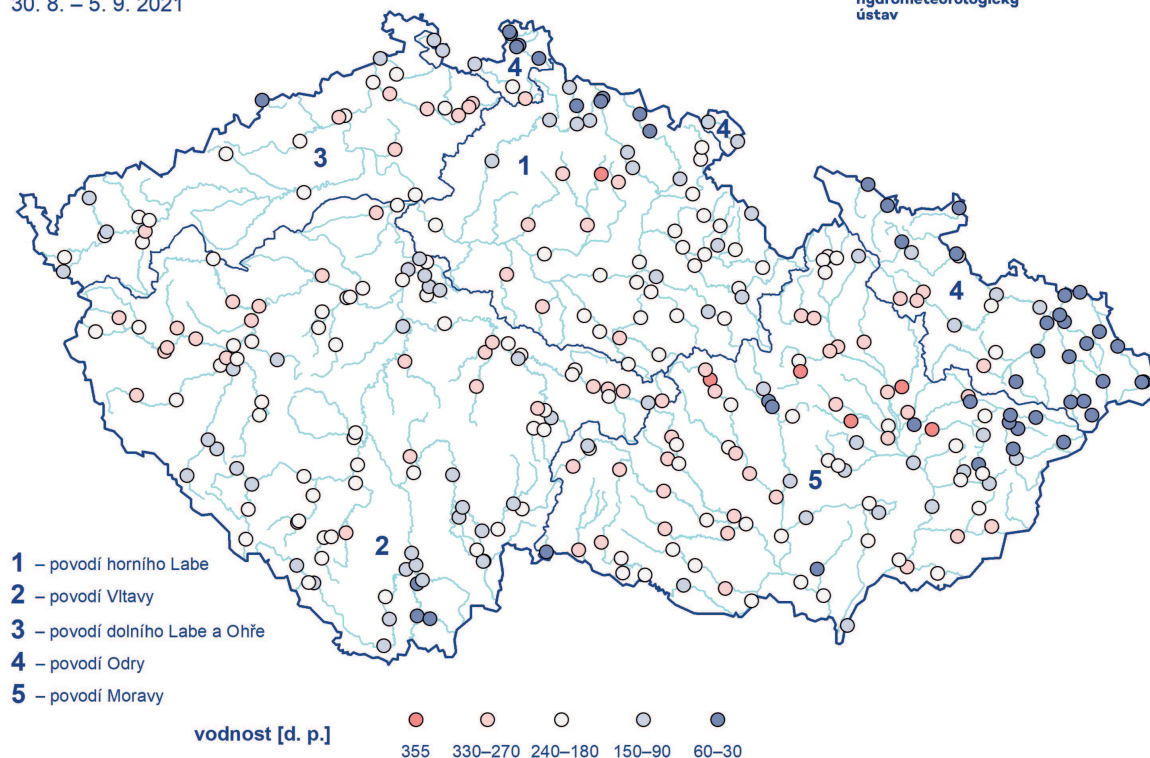 30. 8. – 5. 9. 2021
hydrometeorologický
ústav
4
4
3
1
4
5
2
1 – povodí horního Labe
2 – povodí Vltavy
3 – povodí dolního Labe a Ohře
4 – povodí Odry
5 – povodí Moravy
vodnost [d. p.]
355 330–270 240–180 150–90 60–30